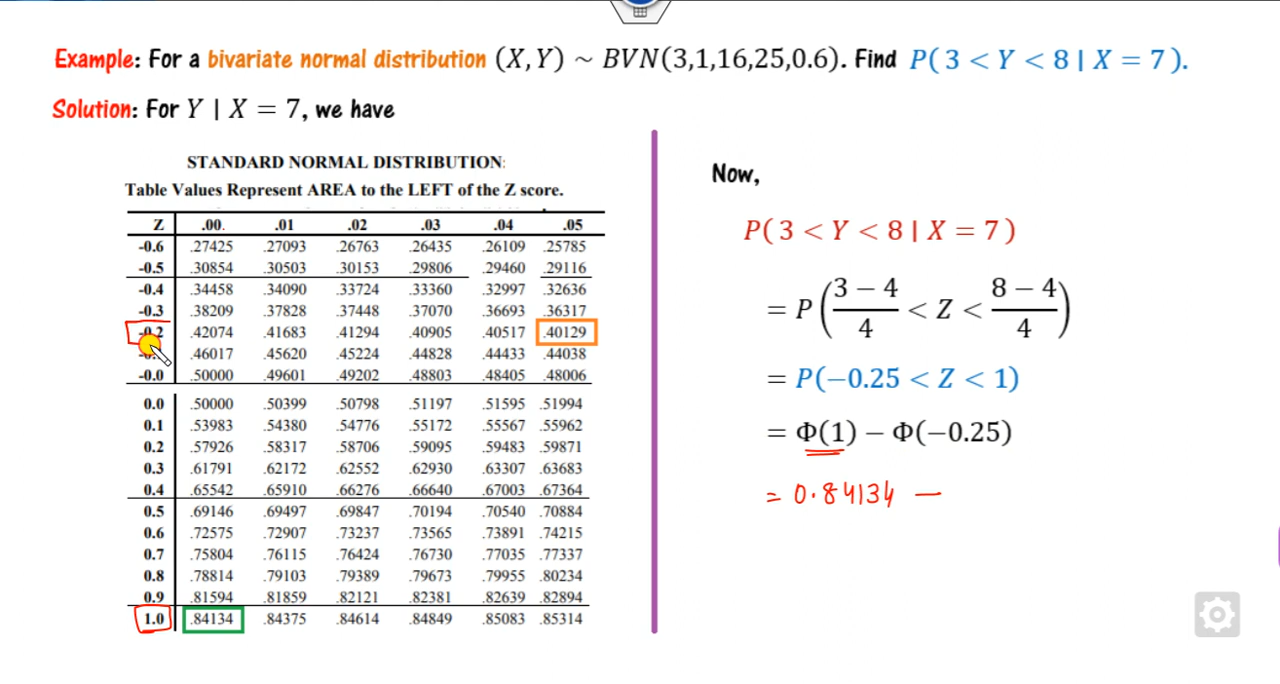 Example: For a bivariate normal distribution (X, Y) ~ BVN(3,1,16,25,0.6). Find P( 3 < Y < 8 | X = 7 ).
Solution: For Y | X = 7, we have
STANDARD NORMAL DISTRIBUTION:
Table Values Represent AREA to the LEFT of the Z score.
Z .00. .01 .02 .03 .04 .05
-0.6 .27425 .27093 .26763 .26435 .26109 .25785
-0.5 .30854 .30503 .30153 .29806 .29460 .29116
-0.4 .34458 .34090 .33724 .33360 .32997 .32636
-0.3 .38209 .37828 .37448 .37070 .36693 .36317
-0.2 .42074 .41683 .41294 .40905 .40517 .40129
.46017 .45620 .45224 .44828 .44433 .44038
-0.0 .50000 .49601 .49202 .48803 .48405 .48006
0.0 .50000 .50399 .50798 .51197 .51595 .51994
0.1 .53983 .54380 .54776 .55172 .55567 .55962
0.2 .57926 .58317 .58706 .59095 .59483 .59871
0.3 .61791 .62172 .62552 .62930 .63307 .63683
0.4 .65542 .65910 .66276 .66640 .67003 .67364
0.5 .69146 .69497 .69847 .70194 .70540 .70884
0.6 .72575 .72907 .73237 .73565 .73891 .74215
0.7 .75804 .76115 .76424 .76730 .77035 .77337
0.8 .78814 .79103 .79389 .79673 .79955 .80234
0.9 .81594 .81859 .82121 .82381 .82639 .82894
1.0 .84134 .84375 .84614 .84849 .85083 .85314
Now,
P( 3 < Y < 8 | X = 7 )
= P( (3 − 4)/4 < Z < (8 − 4)/4 )
= P(−0.25 < Z < 1)
= Φ(1) − Φ(−0.25)
= 0.84134 −